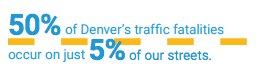 50% of Denver's traffic fatalities
occur on just 5% of our streets.